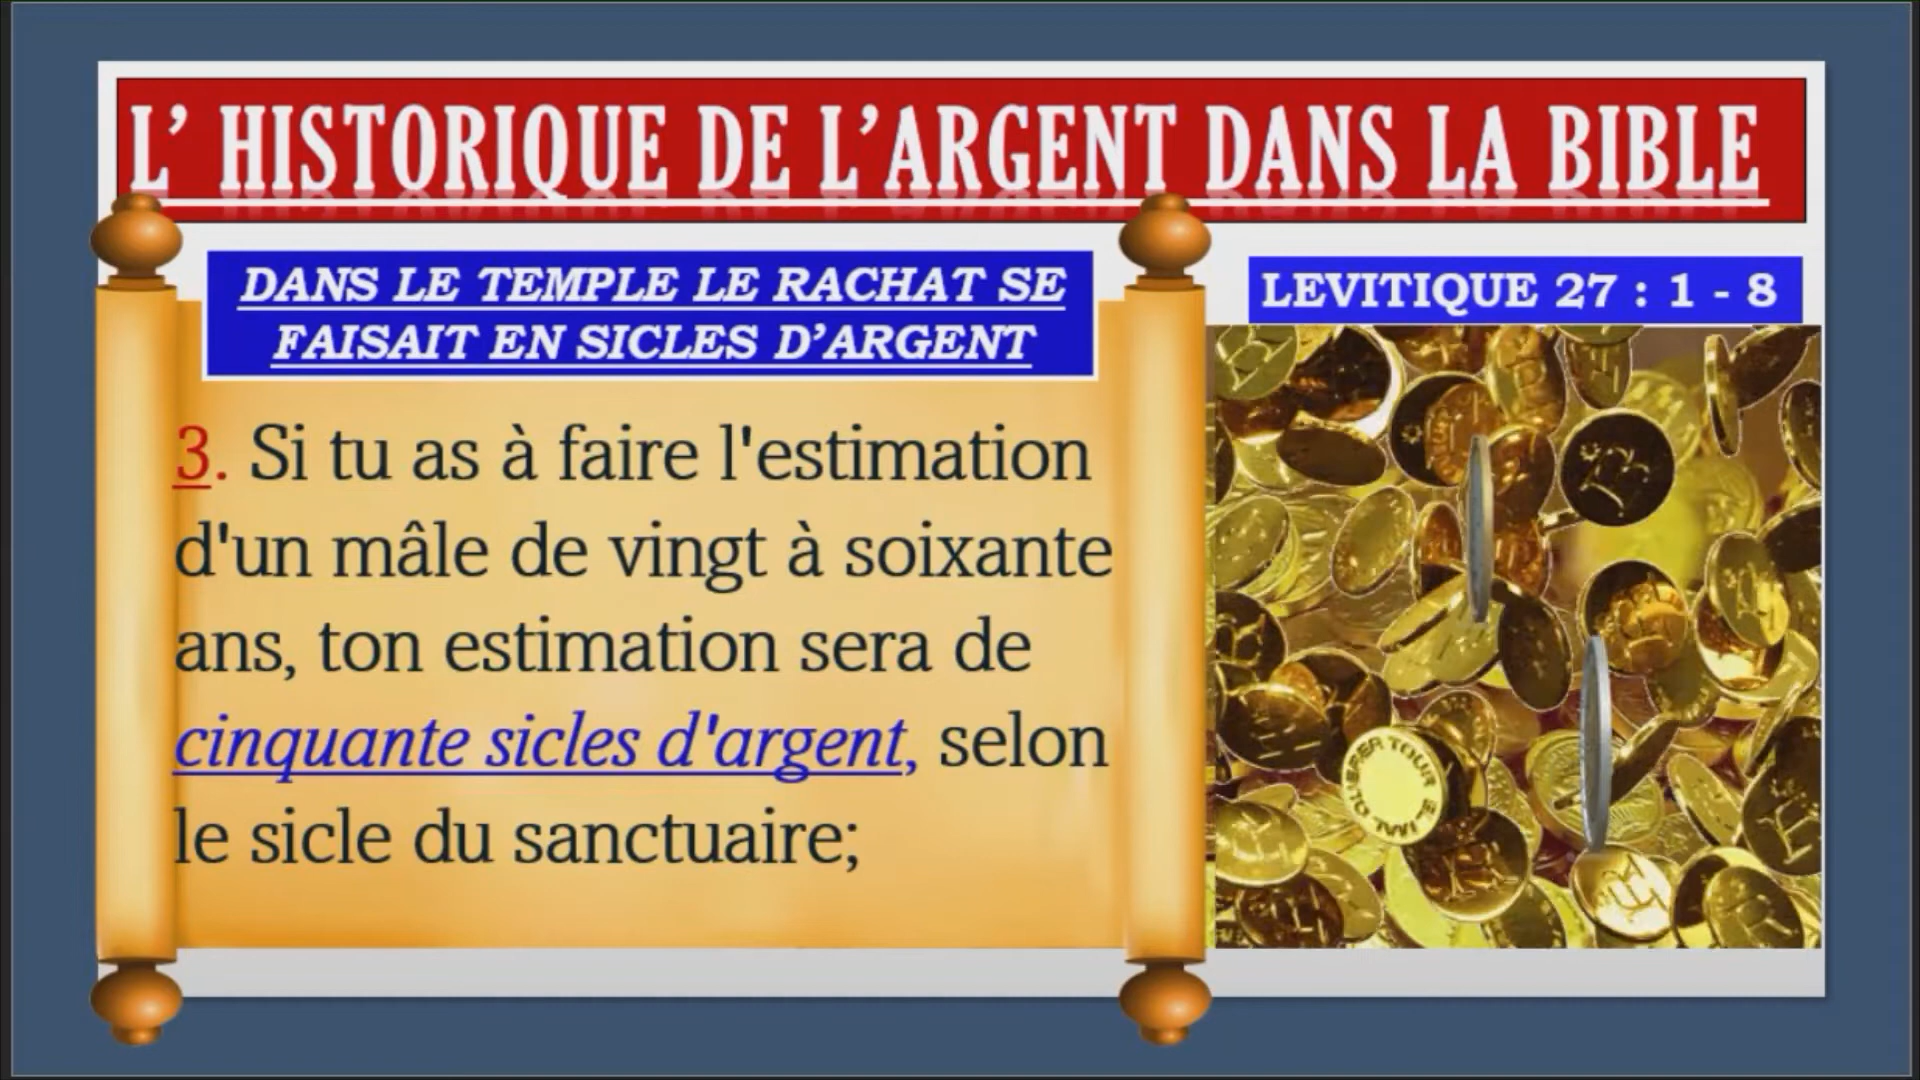 L’ HISTORIQUE DE L’ARGENT DANS LA BIBLE
DANS LE TEMPLE LE RACHAT SE
FAISAIT EN SICLES D’ARGENT
LEVITIQUE 27 : 1 - 8
3. Si tu as à faire l'estimation
d'un mâle de vingt à soixante
ans, ton estimation sera de
cinquante sicles d'argent, selon
le sicle du sanctuaire;